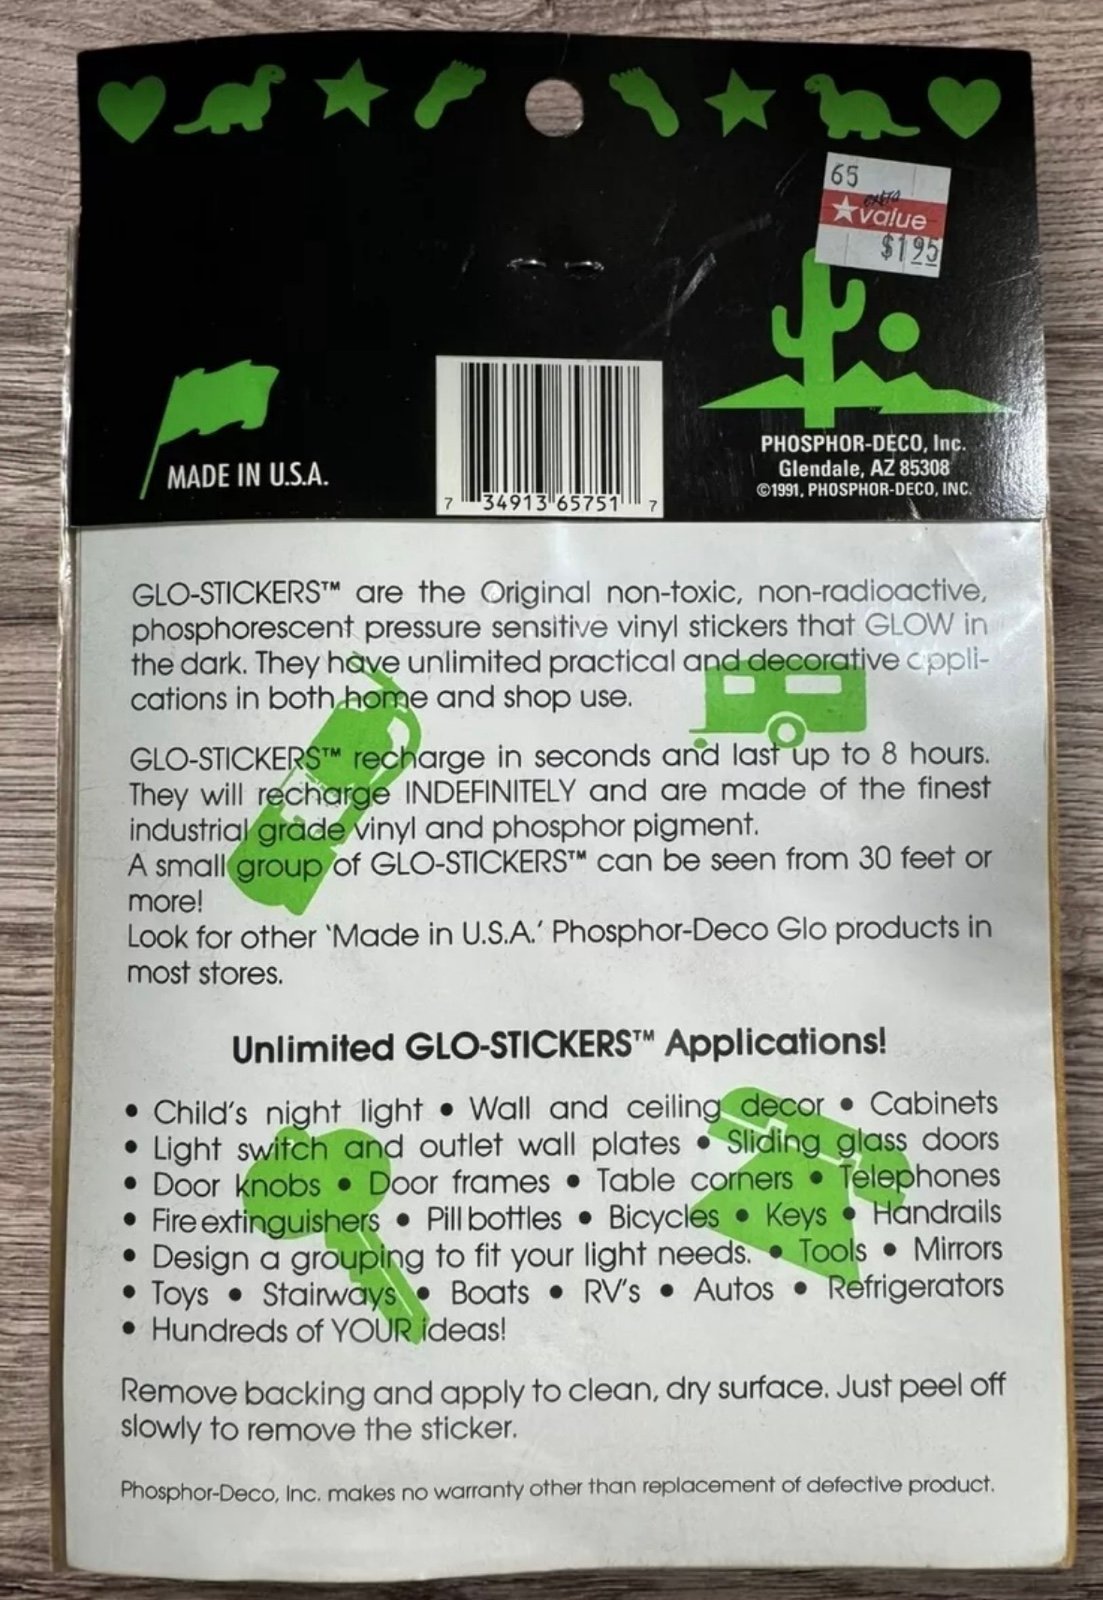 65
extra
value
$1.95
MADE IN U.S.A.
7 34913 65751 7
PHOSPHOR-DECO, Inc.
Glendale, AZ 85308
©1991, PHOSPHOR-DECO, INC.
GLO-STICKERS™ are the Original non-toxic, non-radioactive,
phosphorescent pressure sensitive vinyl stickers that GLOW in
the dark. They have unlimited practical and decorative appli-
cations in both home and shop use.
GLO-STICKERS™ recharge in seconds and last up to 8 hours.
They will recharge INDEFINITELY and are made of the finest
industrial grade vinyl and phosphor pigment.
A small group of GLO-STICKERS™ can be seen from 30 feet or
more!
Look for other 'Made in U.S.A.' Phosphor-Deco Glo products in
most stores.
Unlimited GLO-STICKERS™ Applications!
• Child's night light • Wall and ceiling decor • Cabinets
• Light switch and outlet wall plates • Sliding glass doors
• Door knobs • Door frames • Table corners • Telephones
• Fire extinguishers • Pill bottles • Bicycles • Keys • Handrails
• Design a grouping to fit your light needs. • Tools • Mirrors
• Toys • Stairways • Boats • RV's • Autos • Refrigerators
• Hundreds of YOUR ideas!
Remove backing and apply to clean, dry surface. Just peel off
slowly to remove the sticker.
Phosphor-Deco, Inc. makes no warranty other than replacement of defective product.